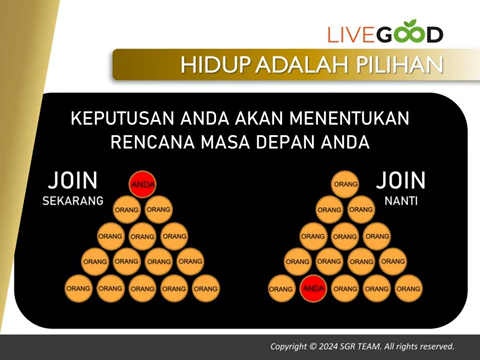 LIVEGOOD
HIDUP ADALAH PILIHAN
KEPUTUSAN ANDA AKAN MENENTUKAN
RENCANA MASA DEPAN ANDA
JOIN
SEKARANG
ANDA
ORANG ORANG
ORANG ORANG ORANG
ORANG ORANG ORANG ORANG
ORANG ORANG ORANG ORANG ORANG
JOIN
NANTI
ORANG
ORANG ORANG
ORANG ORANG ORANG
ORANG ORANG ORANG ORANG
ORANG ANDA ORANG ORANG ORANG
Copyright © 2024 SGR TEAM. All rights reserved.